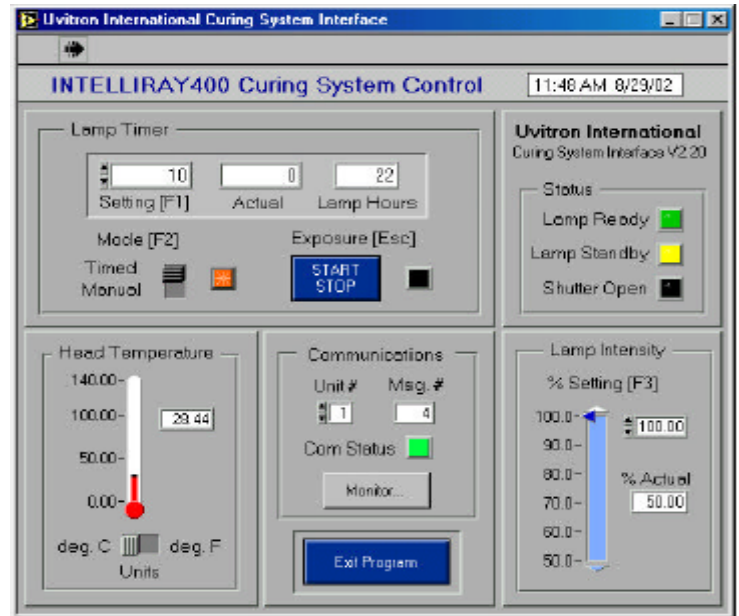 Uvitron International Curing System Interface
INTELLIRAY400 Curing System Control
11:48 AM 8/29/02
Lamp Timer
10 0 22
Setting [F1] Actual Lamp Hours
Mode [F2] Exposure [Esc]
Timed
Manual
START
STOP
Uvitron International
Curing System Interface V2.20
Status
Lamp Ready
Lamp Standby
Shutter Open
Head Temperature
140.00
100.00
50.00
0.00
28.44
deg. C deg. F
Units
Communications
Unit # Msg. #
1 4
Com Status
Monitor...
Exit Program
Lamp Intensity
% Setting [F3]
100.0
90.0
80.0
70.0
60.0
50.0
100.00
% Actual
50.00